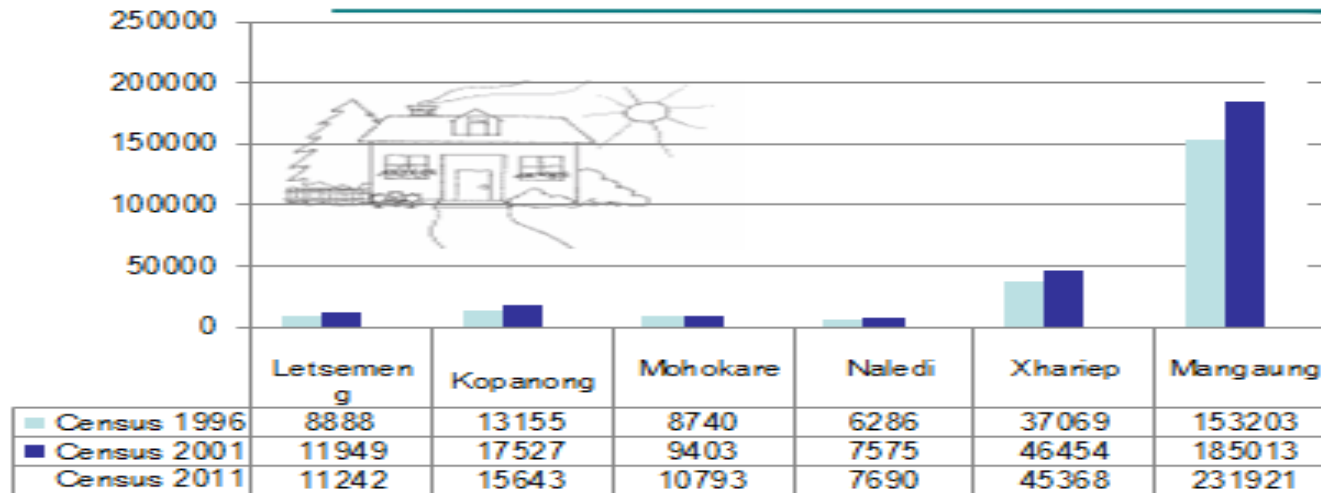 250000
200000
150000
100000
50000
0
Letsemeng Kopanong Mohokare Naledi Xhariep Mangaung
Census 1996 8888 13155 8740 6286 37069 153203
Census 2001 11949 17527 9403 7575 46454 185013
Census 2011 11242 15643 10793 7690 45368 231921